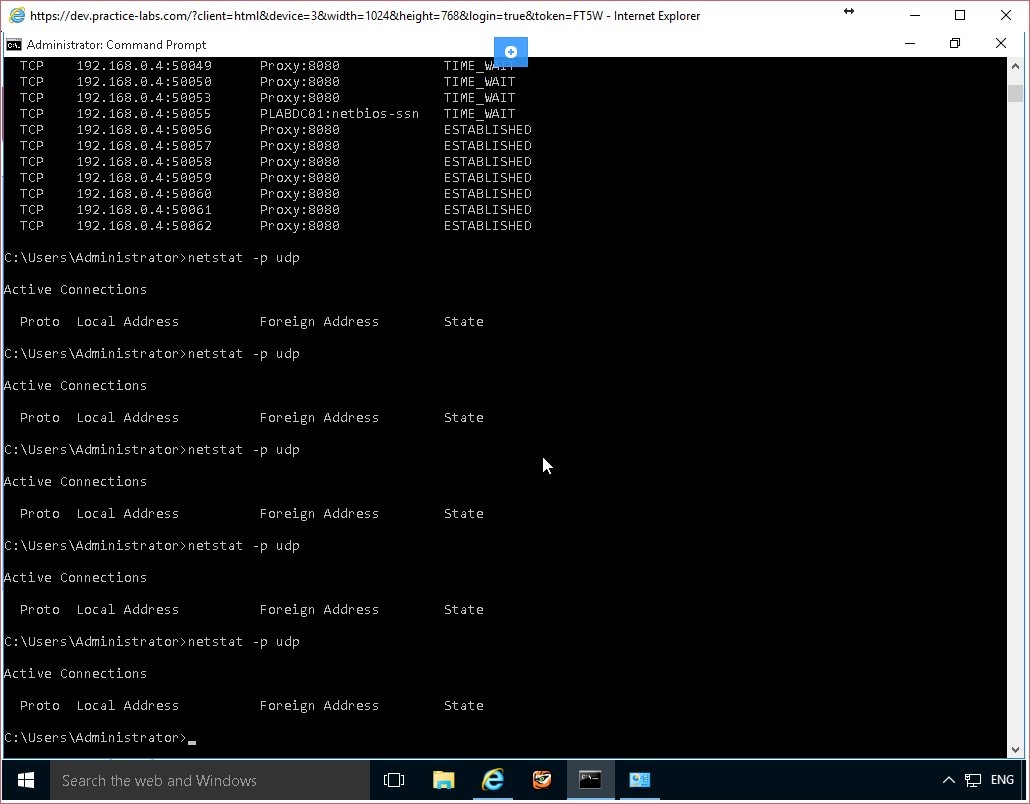 https://dev.practice-labs.com/?client=html&device=3&width=1024&height=768&login=true&token=FT5W - Internet Explorer
Administrator: Command Prompt
TCP 192.168.0.4:50049 Proxy:8080 TIME_WAIT
TCP 192.168.0.4:50050 Proxy:8080 TIME_WAIT
TCP 192.168.0.4:50053 Proxy:8080 TIME_WAIT
TCP 192.168.0.4:50055 PLABDC01:netbios-ssn TIME_WAIT
TCP 192.168.0.4:50056 Proxy:8080 ESTABLISHED
TCP 192.168.0.4:50057 Proxy:8080 ESTABLISHED
TCP 192.168.0.4:50058 Proxy:8080 ESTABLISHED
TCP 192.168.0.4:50059 Proxy:8080 ESTABLISHED
TCP 192.168.0.4:50060 Proxy:8080 ESTABLISHED
TCP 192.168.0.4:50061 Proxy:8080 ESTABLISHED
TCP 192.168.0.4:50062 Proxy:8080 ESTABLISHED
C:\Users\Administrator>netstat -p udp
Active Connections
Proto Local Address Foreign Address State
C:\Users\Administrator>netstat -p udp
Active Connections
Proto Local Address Foreign Address State
C:\Users\Administrator>netstat -p udp
Active Connections
Proto Local Address Foreign Address State
C:\Users\Administrator>netstat -p udp
Active Connections
Proto Local Address Foreign Address State
C:\Users\Administrator>netstat -p udp
Active Connections
Proto Local Address Foreign Address State
C:\Users\Administrator>
Search the web and Windows
ENG